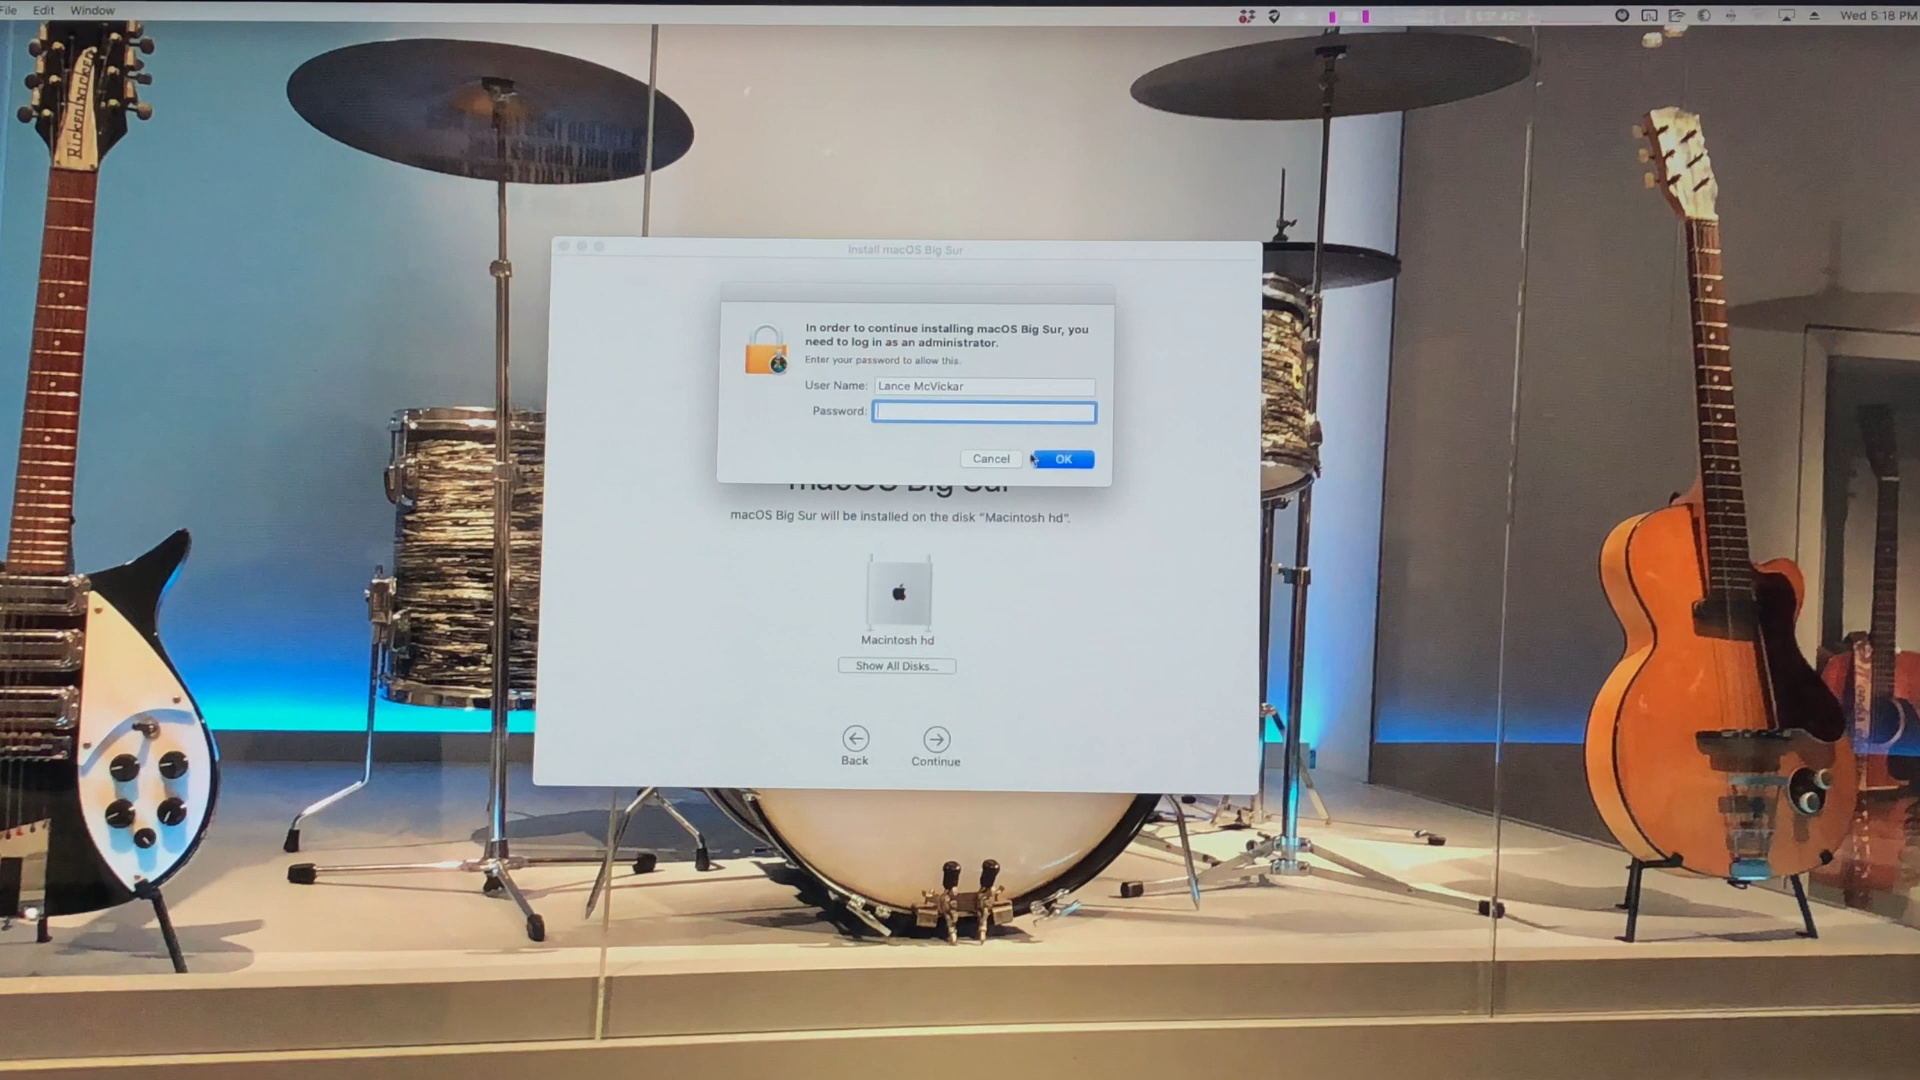 File Edit Window
Wed 5:18 PM
Rickenbacker
Install macOS Big Sur
In order to continue installing macOS Big Sur, you
need to log in as an administrator.
Enter your password to allow this.
User Name: Lance McVickar
Password:
Cancel OK
macOS Big Sur
macOS Big Sur will be installed on the disk "Macintosh hd".
Macintosh hd
Show All Disks...
Back Continue